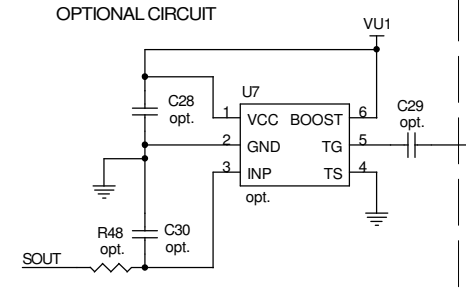 OPTIONAL CIRCUIT
VU1
U7
C28
opt.
C29
opt.
1 VCC BOOST 6
2 GND TG 5
3 INP TS 4
opt.
R48
opt.
C30
opt.
SOUT